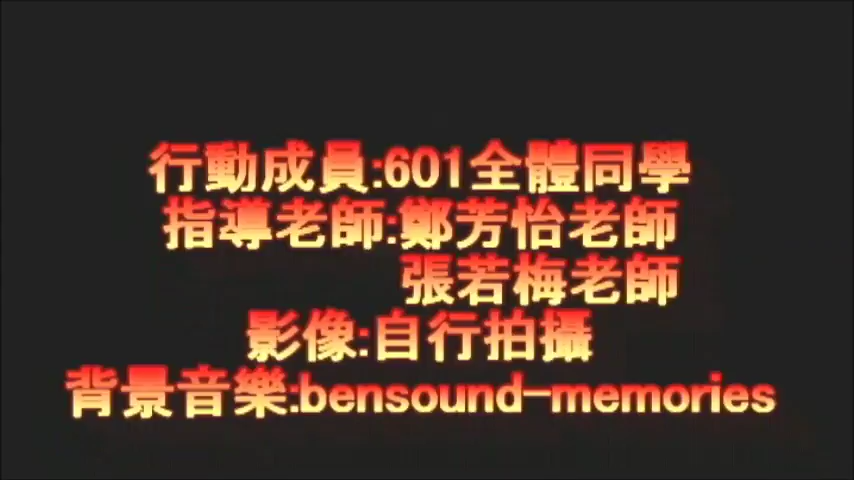 行動成員:601全體同學
指導老師:鄭芳怡老師
張若梅老師
影像:自行拍攝
背景音樂:bensound-memories